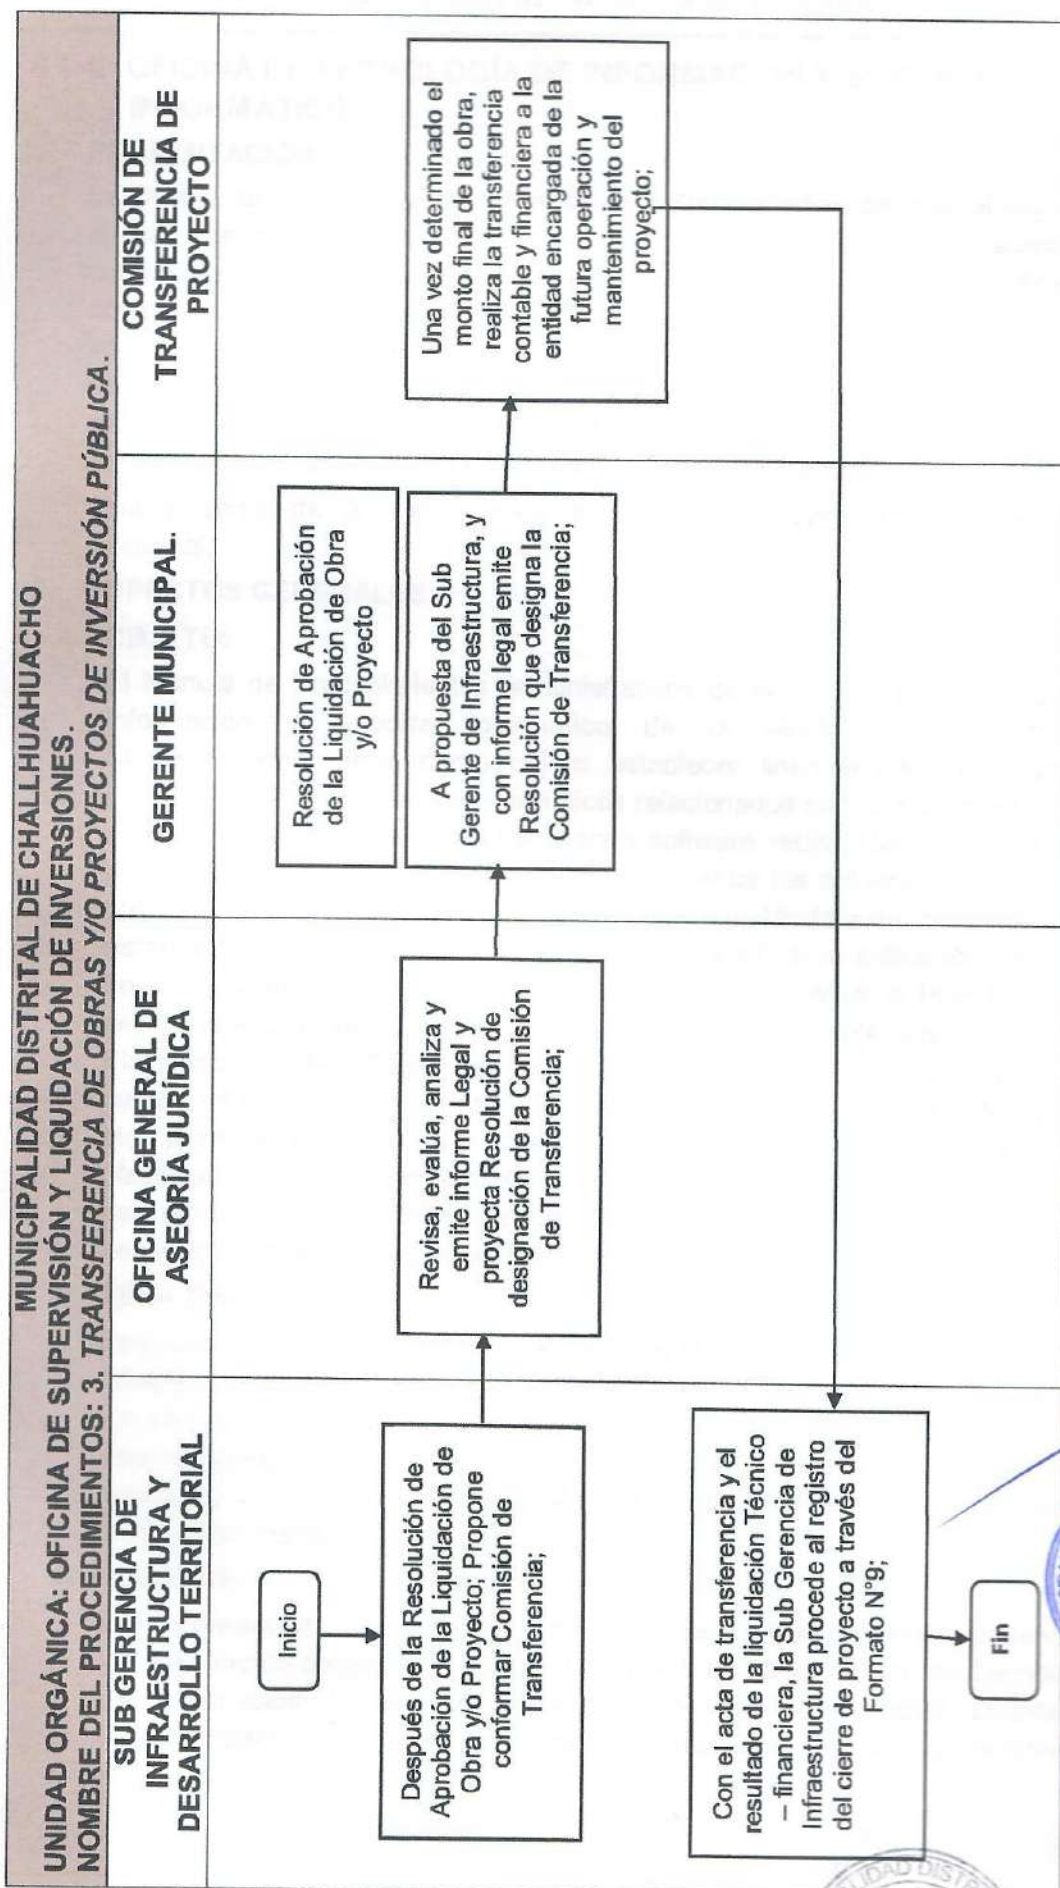 MUNICIPALIDAD DISTRITAL DE CHALLHUAHUACHO
UNIDAD ORGÁNICA: OFICINA DE SUPERVISIÓN Y LIQUIDACIÓN DE INVERSIONES
NOMBRE DEL PROCEDIMIENTOS: 3. TRANSFERENCIA DE OBRAS Y/O PROYECTOS DE INVERSIÓN PÚBLICA.
SUB GERENCIA DE
INFRAESTRUCTURA Y
DESARROLLO TERRITORIAL
OFICINA GENERAL DE
ASEORÍA JURÍDICA
GERENTE MUNICIPAL.
COMISIÓN DE
TRANSFERENCIA DE
PROYECTO
Inicio
Después de la Resolución de
Aprobación de la Liquidación de
Obra y/o Proyecto; Propone
conformar Comisión de
Transferencia;
Revisa, evalúa, analiza y
emite informe Legal y
proyecta Resolución de
designación de la Comisión
de Transferencia;
Resolución de Aprobación
de la Liquidación de Obra
y/o Proyecto
A propuesta del Sub
Gerente de Infraestructura, y
con informe legal emite
Resolución que designa la
Comisión de Transferencia;
Una vez determinado el
monto final de la obra,
realiza la transferencia
contable y financiera a la
entidad encargada de la
futura operación y
mantenimiento del
proyecto;
Con el acta de transferencia y el
resultado de la liquidación Técnico
– financiera, la Sub Gerencia de
Infraestructura procede al registro
del cierre de proyecto a través del
Formato N°9;
Fin